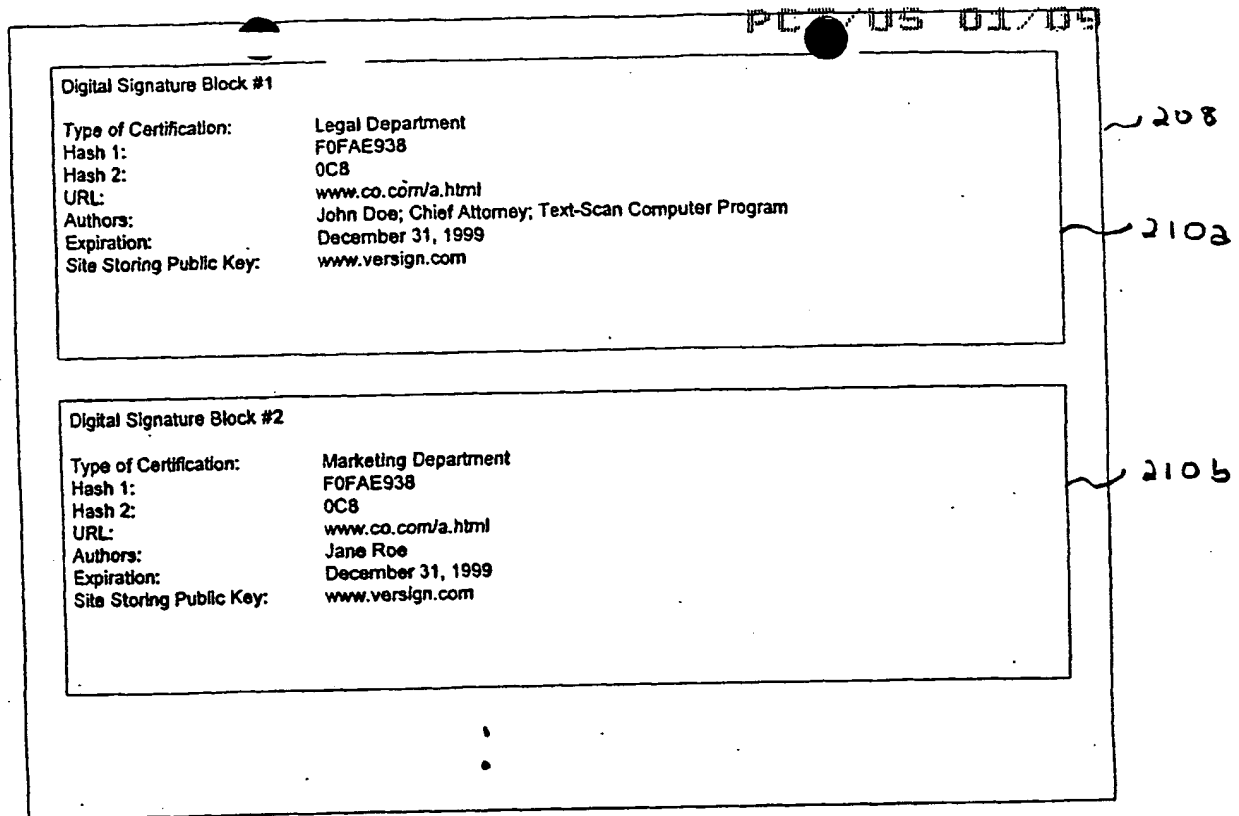 PCT/US 01/09
Digital Signature Block #1
Type of Certification: Legal Department
Hash 1: F0FAE938
Hash 2: 0C8
URL: www.co.com/a.html
Authors: John Doe; Chief Attorney; Text-Scan Computer Program
Expiration: December 31, 1999
Site Storing Public Key: www.versign.com
208
210a
Digital Signature Block #2
Type of Certification: Marketing Department
Hash 1: F0FAE938
Hash 2: 0C8
URL: www.co.com/a.html
Authors: Jane Roe
Expiration: December 31, 1999
Site Storing Public Key: www.versign.com
210b